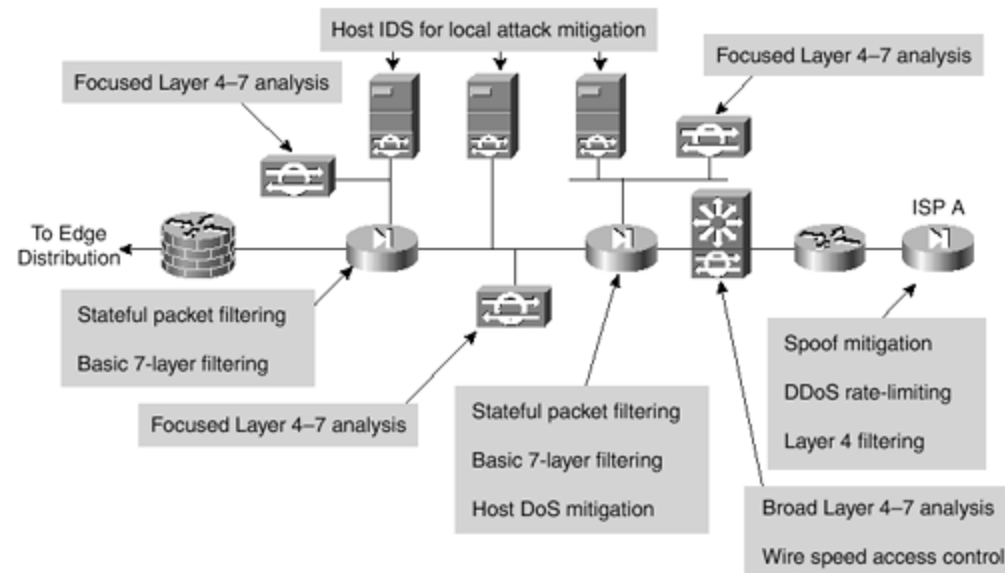 Host IDS for local attack mitigation
Focused Layer 4–7 analysis
Focused Layer 4–7 analysis
ISP A
To Edge
Distribution
Stateful packet filtering
Basic 7-layer filtering
Focused Layer 4–7 analysis
Stateful packet filtering
Basic 7-layer filtering
Host DoS mitigation
Spoof mitigation
DDoS rate-limiting
Layer 4 filtering
Broad Layer 4–7 analysis
Wire speed access control